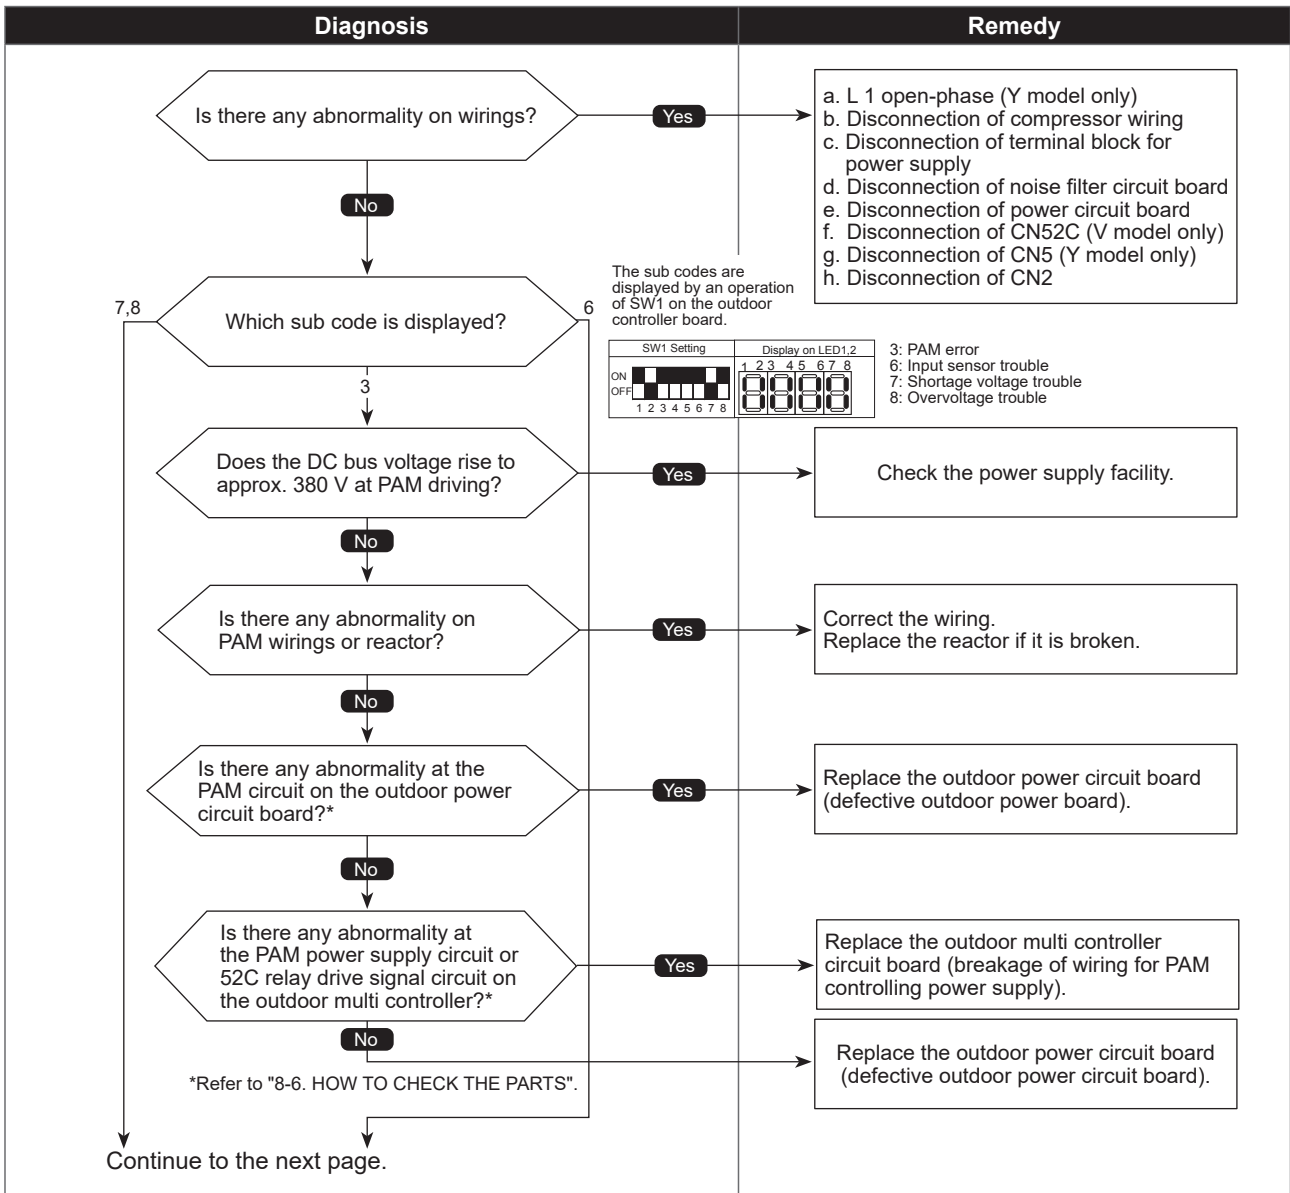 Diagnosis
Remedy
Is there any abnormality on wirings?
Yes
a. L 1 open-phase (Y model only)
b. Disconnection of compressor wiring
c. Disconnection of terminal block for
power supply
d. Disconnection of noise filter circuit board
e. Disconnection of power circuit board
f. Disconnection of CN52C (V model only)
g. Disconnection of CN5 (Y model only)
h. Disconnection of CN2
No
7,8
Which sub code is displayed?
6
3
The sub codes are
displayed by an operation
of SW1 on the outdoor
controller board.
SW1 Setting
Display on LED1,2
ON
OFF
1 2 3 4 5 6 7 8
1 2 3 4 5 6 7 8
3: PAM error
6: Input sensor trouble
7: Shortage voltage trouble
8: Overvoltage trouble
Does the DC bus voltage rise to
approx. 380 V at PAM driving?
Yes
Check the power supply facility.
No
Is there any abnormality on
PAM wirings or reactor?
Yes
Correct the wiring.
Replace the reactor if it is broken.
No
Is there any abnormality at the
PAM circuit on the outdoor power
circuit board?*
Yes
Replace the outdoor power circuit board
(defective outdoor power board).
No
Is there any abnormality at
the PAM power supply circuit or
52C relay drive signal circuit on
the outdoor multi controller?*
Yes
Replace the outdoor multi controller
circuit board (breakage of wiring for PAM
controlling power supply).
No
Replace the outdoor power circuit board
(defective outdoor power circuit board).
*Refer to "8-6. HOW TO CHECK THE PARTS".
Continue to the next page.